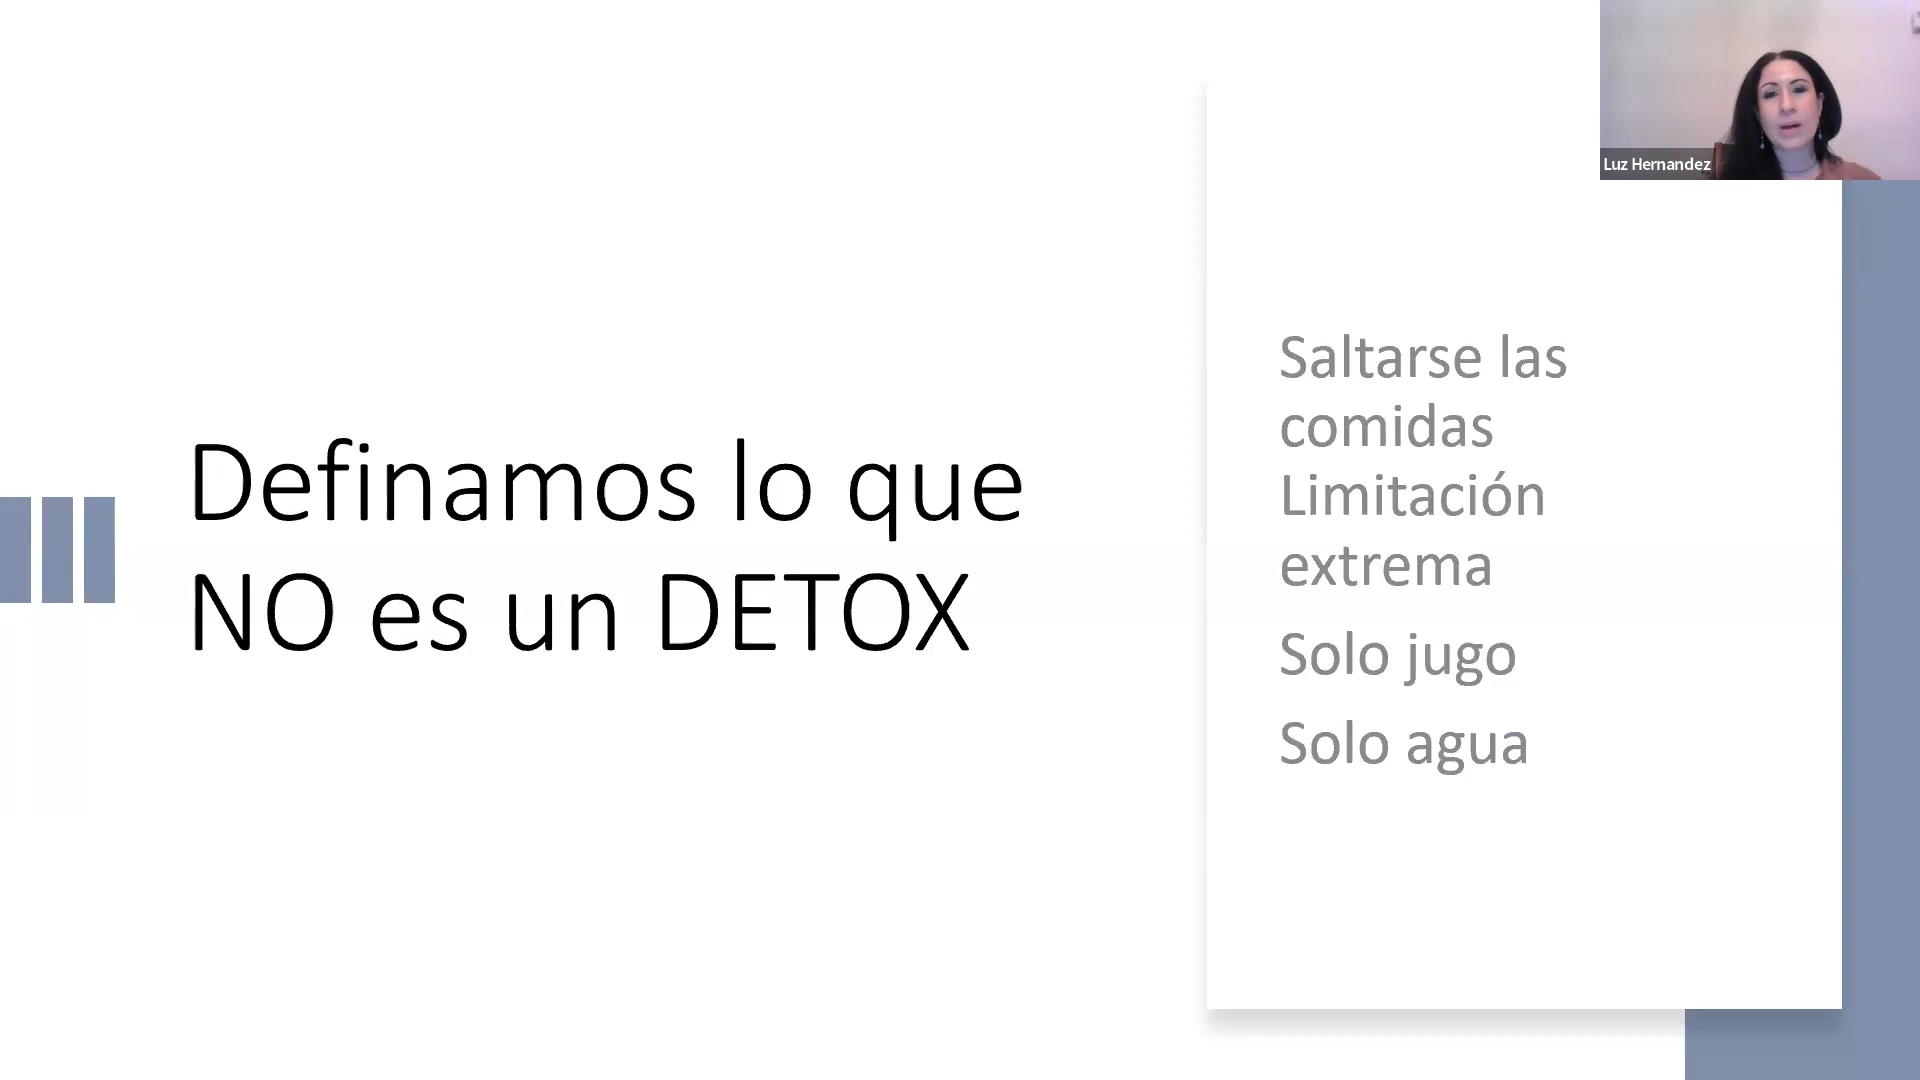 Luz Hernandez
Definamos lo que
NO es un DETOX
Saltarse las
comidas
Limitación
extrema
Solo jugo
Solo agua